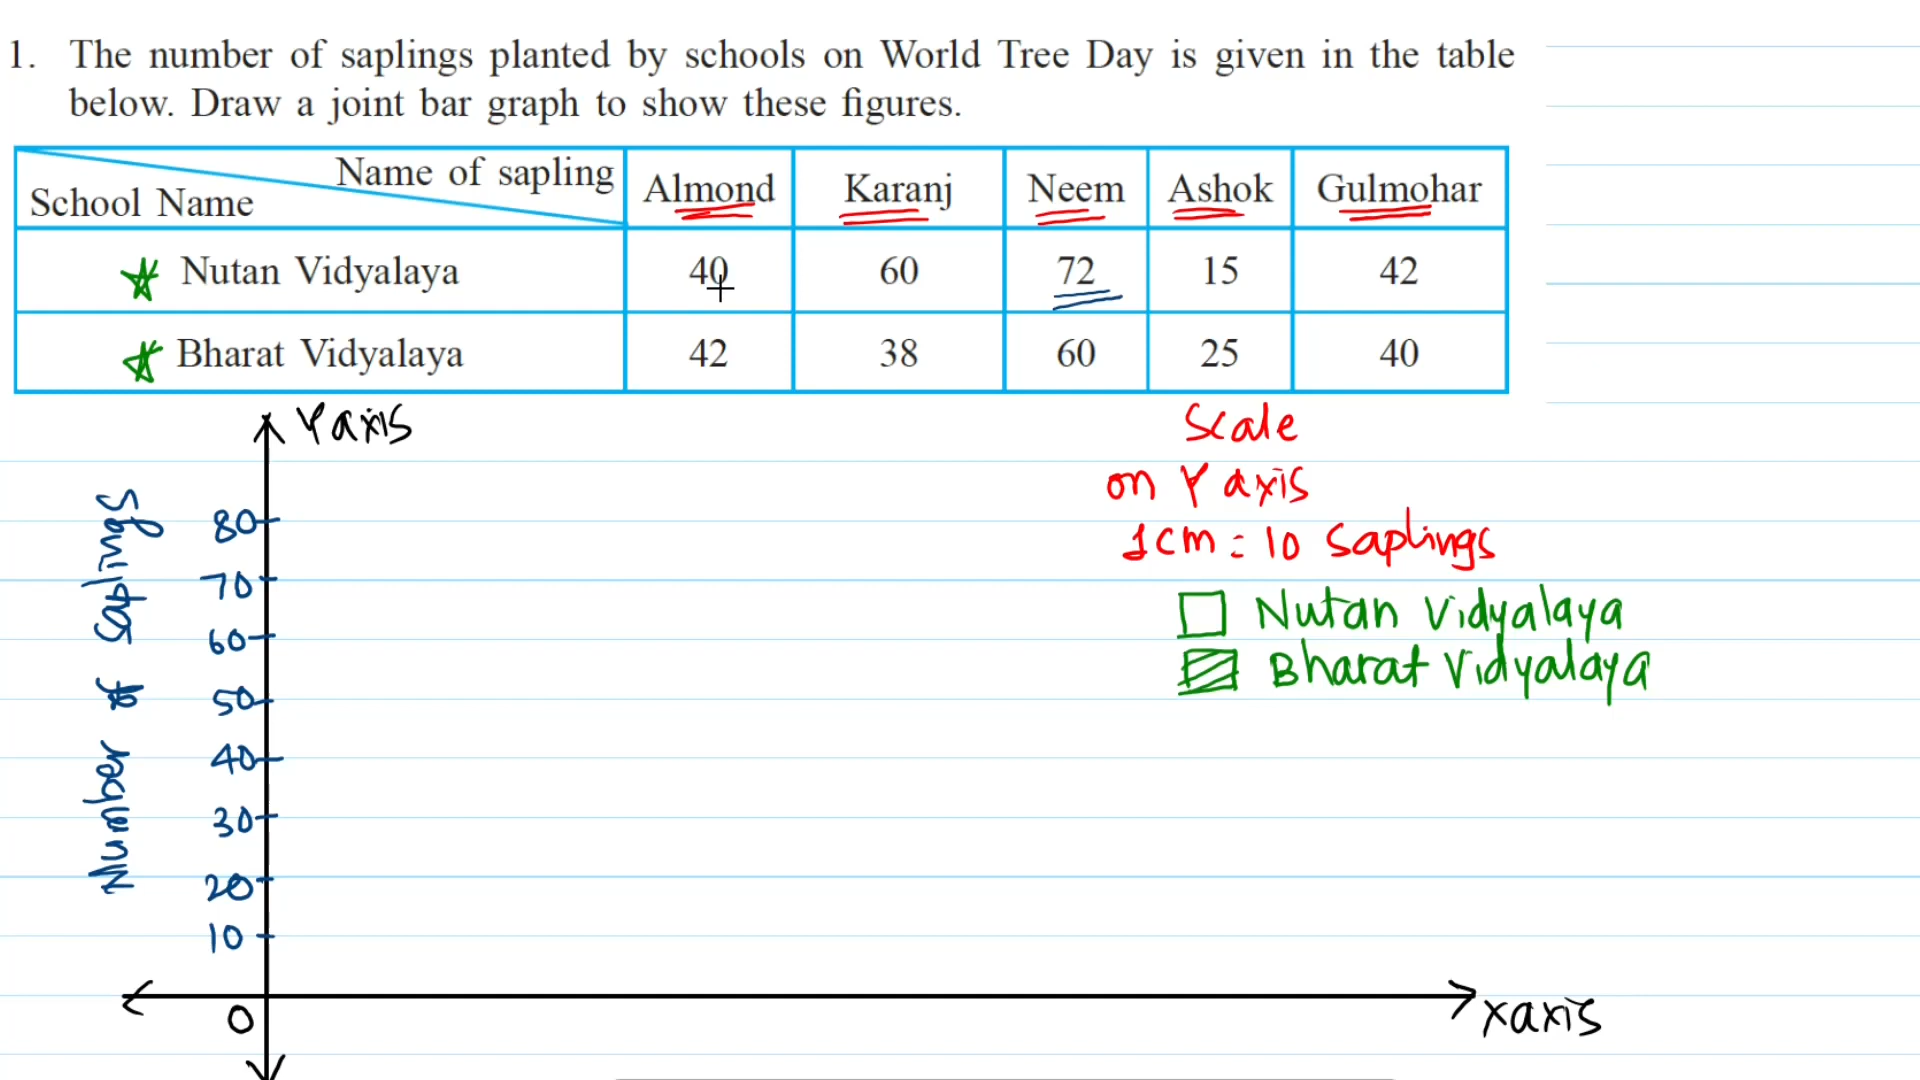 1. The number of saplings planted by schools on World Tree Day is given in the table
below. Draw a joint bar graph to show these figures.
Name of sapling
School Name
Almond Karanj Neem Ashok Gulmohar
Nutan Vidyalaya 40 60 72 15 42
Bharat Vidyalaya 42 38 60 25 40
Y axis
Scale
on Y axis
1cm = 10 Saplings
Nutan Vidyalaya
Bharat Vidyalaya
Number of Saplings
80
70
60
50
40
30
20
10
0
X axis